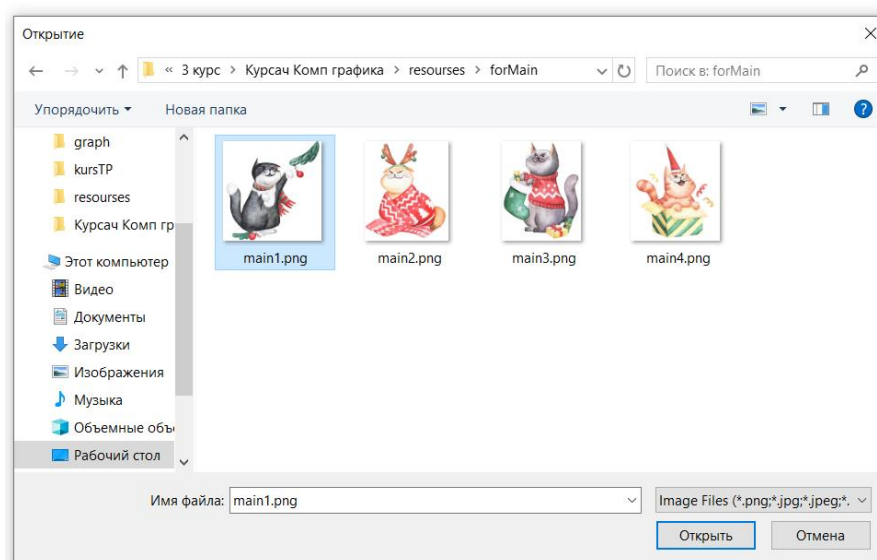 Открытие
« 3 курс > Курсач Комп графика > resourses > forMain
Поиск в: forMain
Упорядочить
Новая папка
?
graph
kursTP
resourses
Курсач Комп гр
Этот компьютер
Видео
Документы
Загрузки
Изображения
Музыка
Объемные объ
Рабочий стол
main1.png
main2.png
main3.png
main4.png
Имя файла: main1.png
Image Files (*.png;*.jpg;*.jpeg;*.
Открыть
Отмена